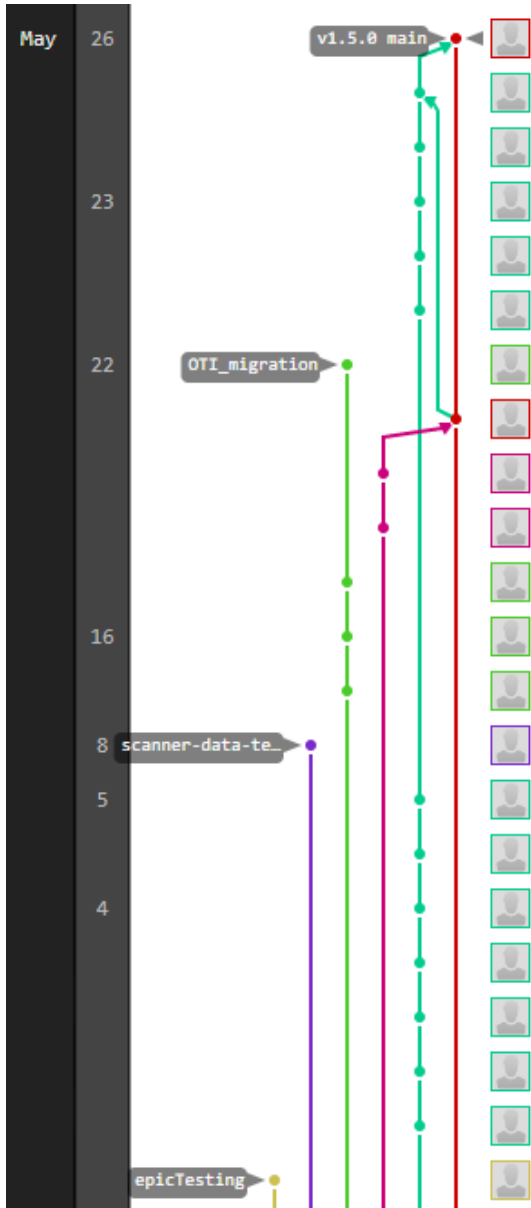 May 26 v1.5.0 main
23
22 OTI_migration
16
8 scanner-data-te…
5
4
epicTesting